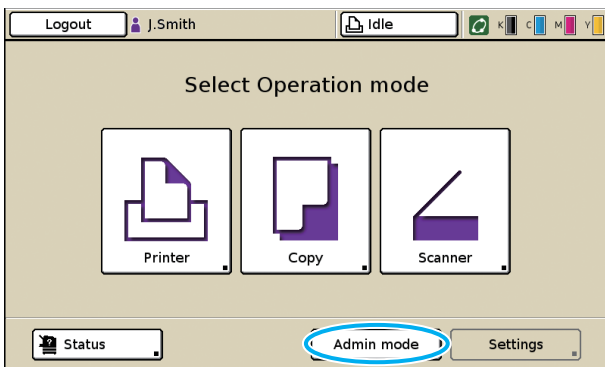 Logout J.Smith Idle K C M Y
Select Operation mode
Printer Copy Scanner
Status Admin mode Settings